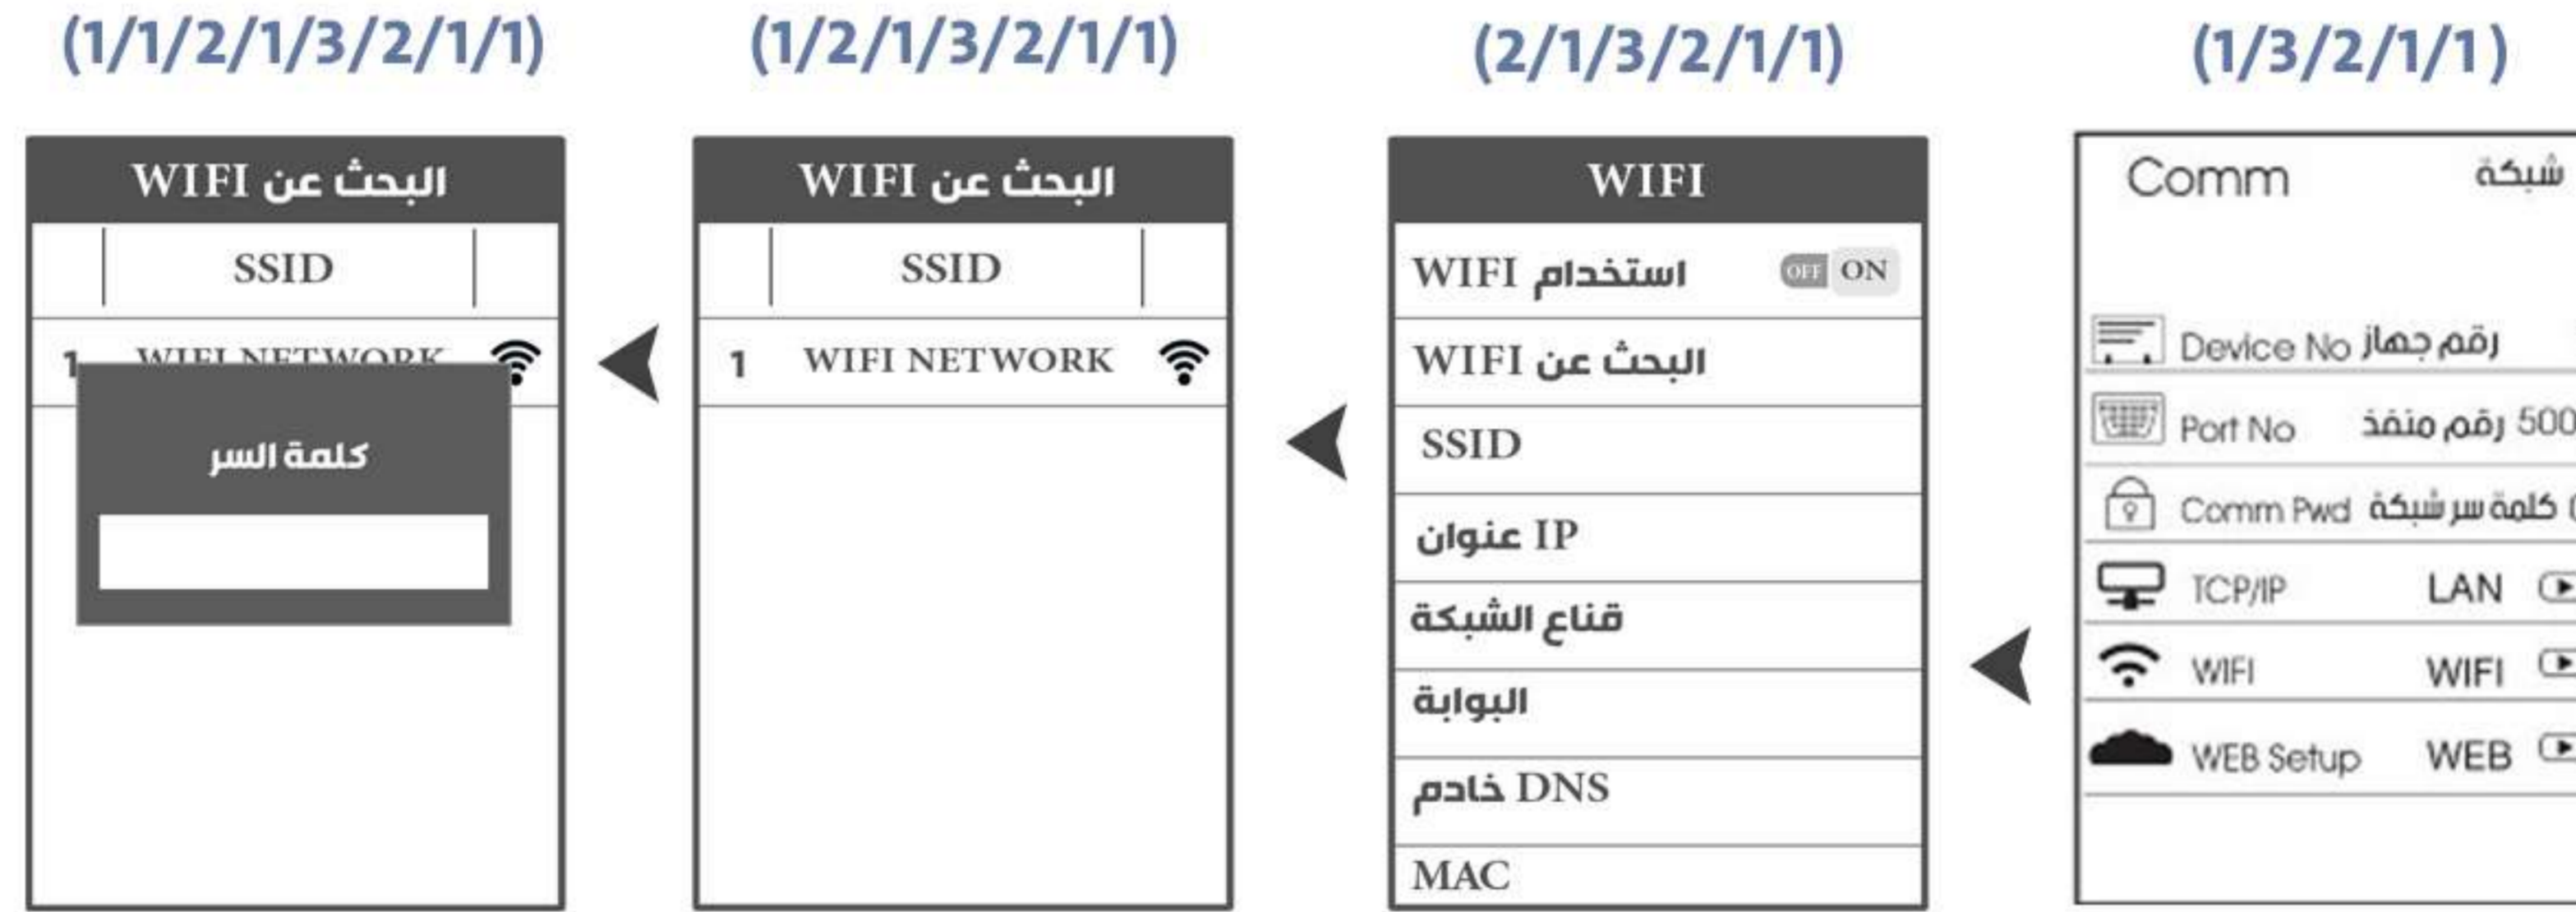 (1/3/2/1/1)
Comm شبكة
Device No رقم جهاز
Port No رقم منفذ 500
Comm Pwd كلمة سر شبكة
TCP/IP LAN
WIFI WIFI
WEB Setup WEB
(2/1/3/2/1/1)
WIFI
استخدام WIFI OFF ON
البحث عن WIFI
SSID
عنوان IP
قناع الشبكة
البوابة
خادم DNS
MAC
(1/2/1/3/2/1/1)
البحث عن WIFI
SSID
1 WIFI NETWORK
(1/1/2/1/3/2/1/1)
البحث عن WIFI
SSID
1 WIFI NETWORK
كلمة السر